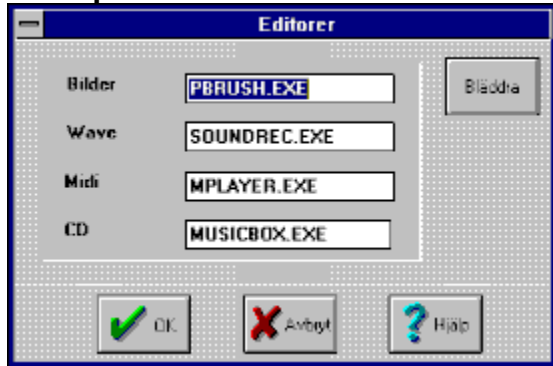 Editorer
Bilder PBRUSH.EXE Bläddra
Wave SOUNDREC.EXE
Midi MPLAYER.EXE
CD MUSICBOX.EXE
OK Avbryt Hjälp